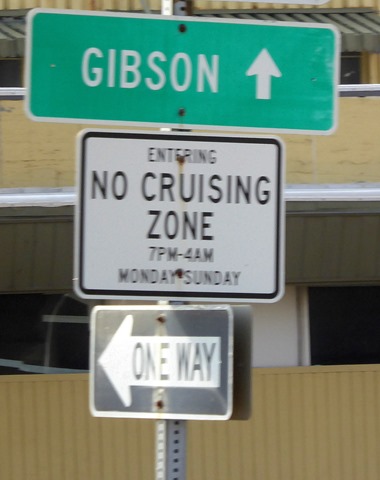 GIBSON
ENTERING
NO CRUISING
ZONE
7PM-4AM
MONDAY-SUNDAY
ONE WAY